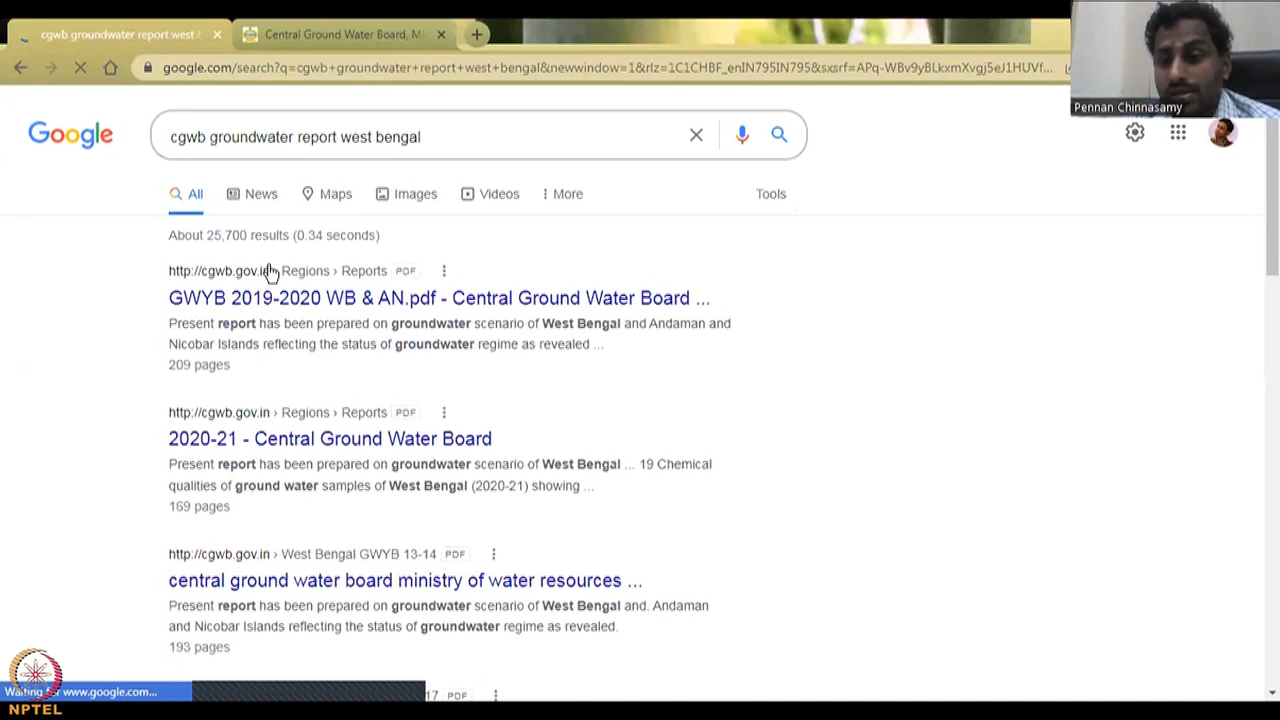 cgwb groundwater report west b
Central Ground Water Board, Mi
google.com/search?q=cgwb+groundwater+report+west+bengal&newwindow=1&rlz=1C1CHBF_enIN795IN795&sxsrf=APq-WBv9yBLkxmXvgj5eJ1HUVf...
Pennan Chinnasamy
Google
cgwb groundwater report west bengal
All News Maps Images Videos More Tools
About 25,700 results (0.34 seconds)
http://cgwb.gov.in › Regions › Reports PDF
GWYB 2019-2020 WB & AN.pdf - Central Ground Water Board ...
Present report has been prepared on groundwater scenario of West Bengal and Andaman and
Nicobar Islands reflecting the status of groundwater regime as revealed ...
209 pages
http://cgwb.gov.in › Regions › Reports PDF
2020-21 - Central Ground Water Board
Present report has been prepared on groundwater scenario of West Bengal ... 19 Chemical
qualities of ground water samples of West Bengal (2020-21) showing ...
169 pages
http://cgwb.gov.in › West Bengal GWYB 13-14 PDF
central ground water board ministry of water resources ...
Present report has been prepared on groundwater scenario of West Bengal and. Andaman
and Nicobar Islands reflecting the status of groundwater regime as revealed.
193 pages
17 PDF
Waiting for www.google.com...
NPTEL